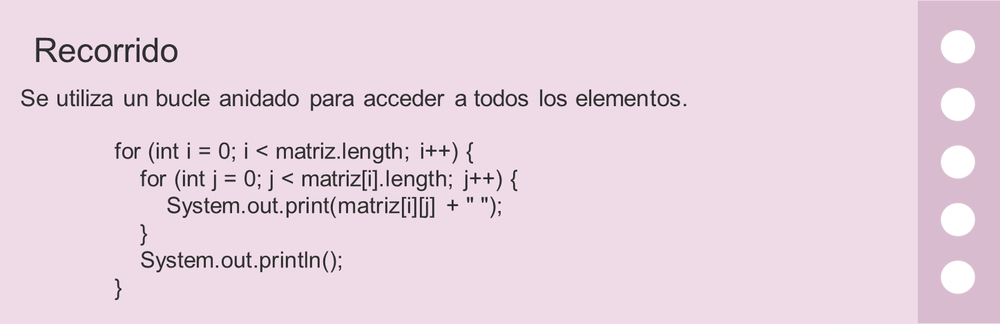 Recorrido
Se utiliza un bucle anidado para acceder a todos los elementos.
for (int i = 0; i < matriz.length; i++) {
for (int j = 0; j < matriz[i].length; j++) {
System.out.print(matriz[i][j] + " ");
}
System.out.println();
}